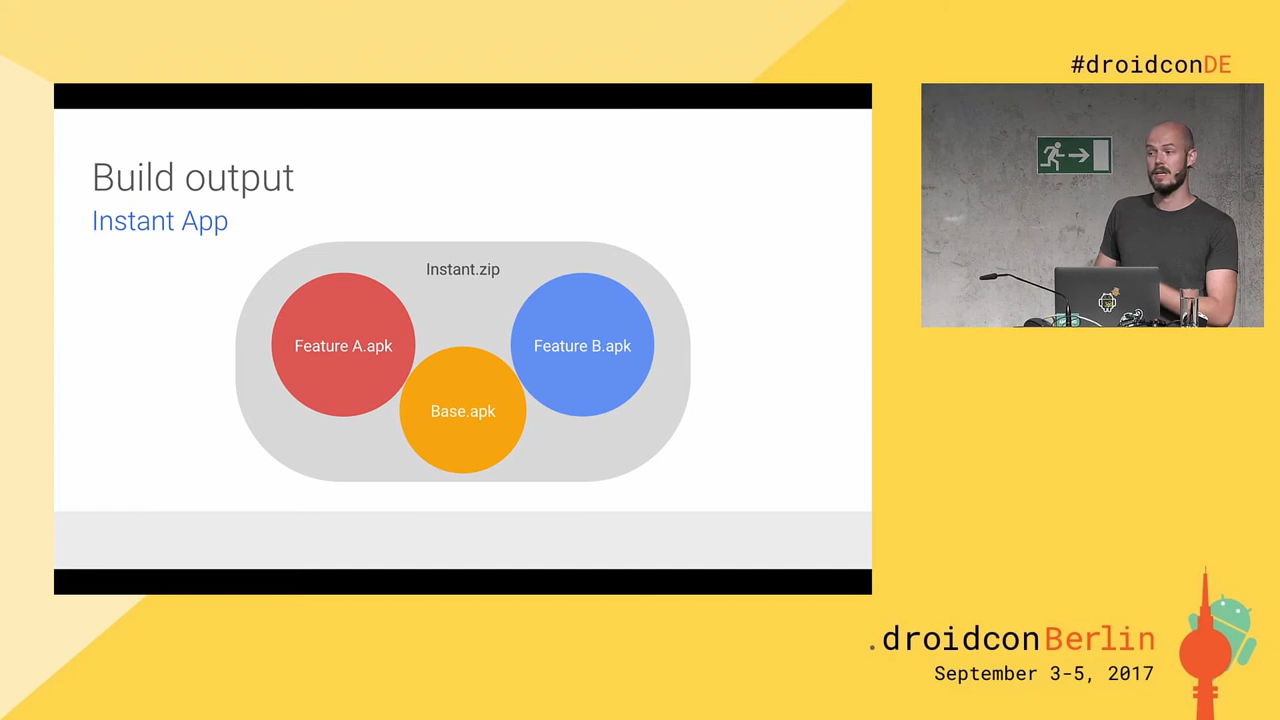 #droidconDE
Build output
Instant App
Instant.zip
Feature A.apk
Feature B.apk
Base.apk
.droidconBerlin
September 3-5, 2017